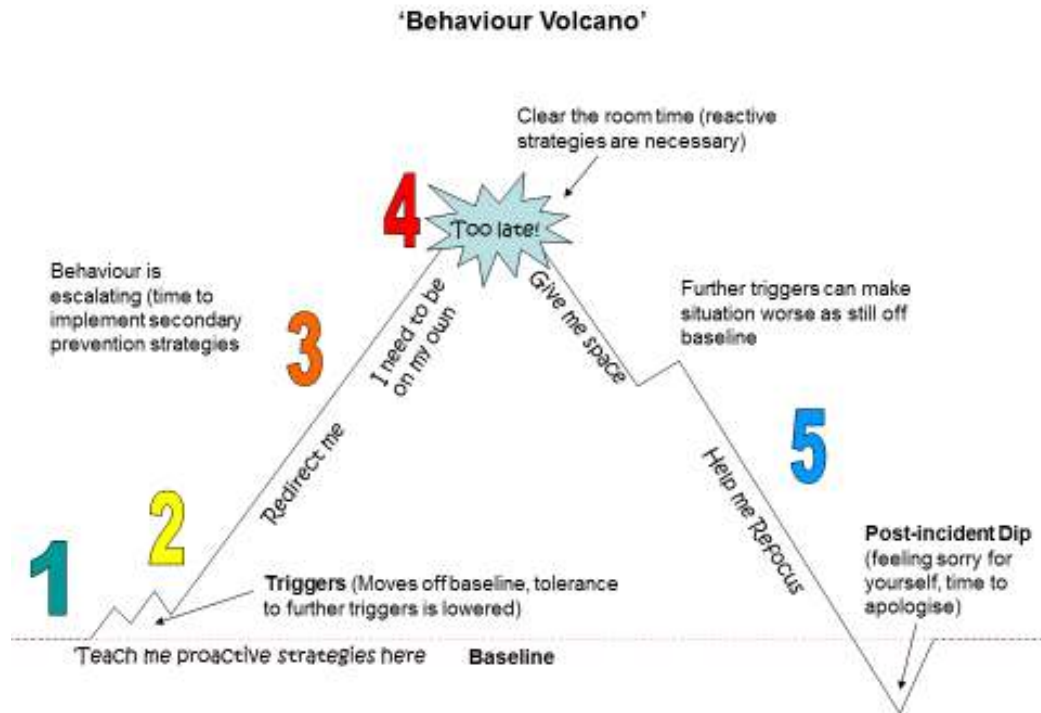 'Behaviour Volcano'
Clear the room time (reactive
strategies are necessary)
4
Too late!
Behaviour is
escalating (time to
implement secondary
prevention strategies
3
I need to be
on my own
Give me space
Further triggers can make
situation worse as still off
baseline
Redirect me
5
Help me Refocus
2
1
Triggers (Moves off baseline, tolerance
to further triggers is lowered)
Post-incident Dip
(feeling sorry for
yourself, time to
apologise)
Teach me proactive strategies here
Baseline